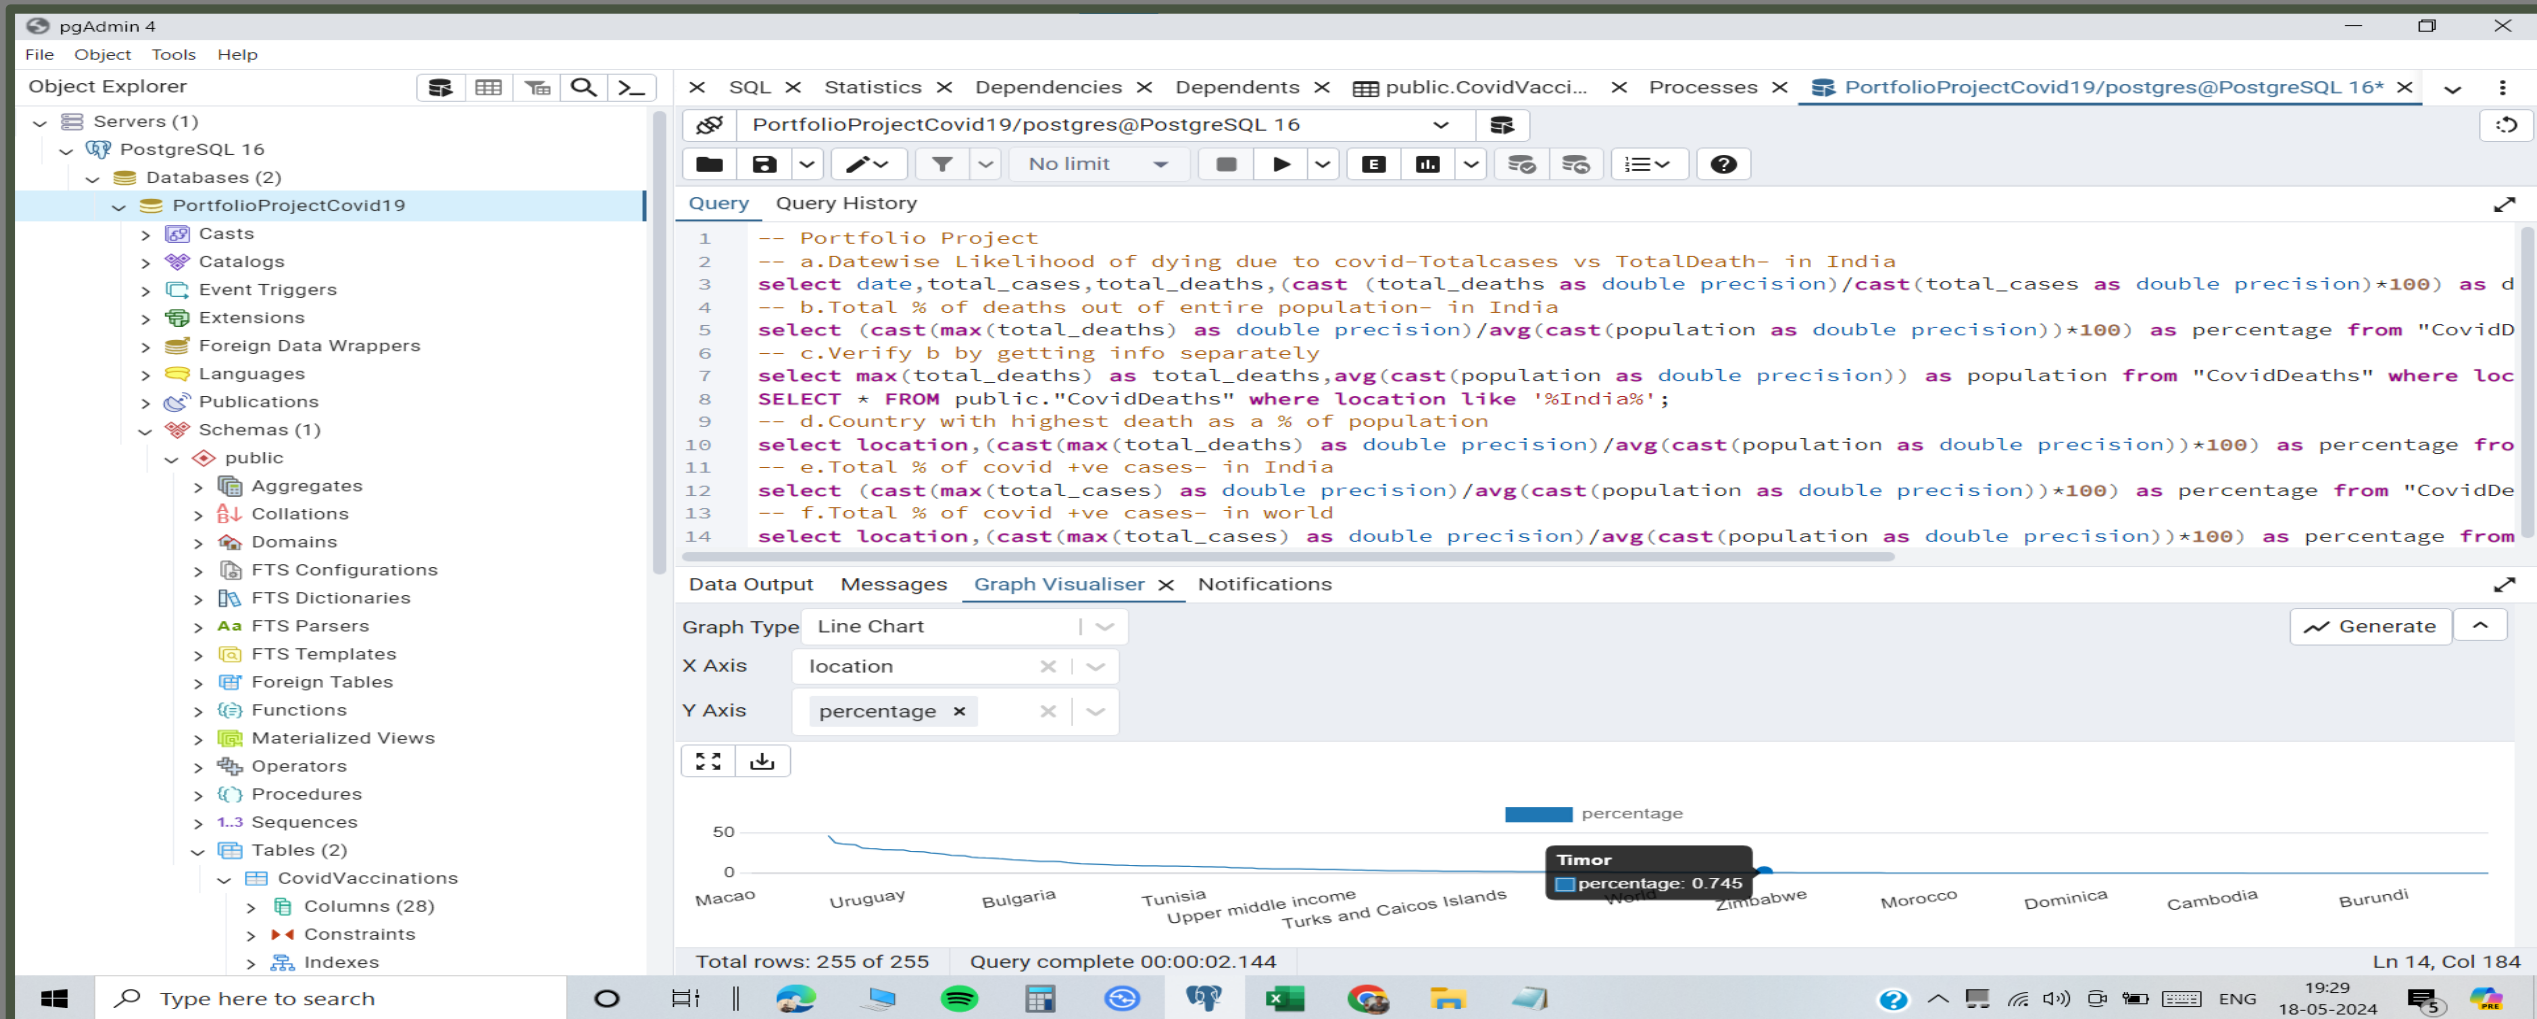 pgAdmin 4
File Object Tools Help
Object Explorer
SQL Statistics Dependencies Dependents public.CovidVacci... Processes PortfolioProjectCovid19/postgres@PostgreSQL 16*
Servers (1)
PostgreSQL 16
Databases (2)
PortfolioProjectCovid19
Casts
Catalogs
Event Triggers
Extensions
Foreign Data Wrappers
Languages
Publications
Schemas (1)
public
Aggregates
Collations
Domains
FTS Configurations
FTS Dictionaries
Aa FTS Parsers
FTS Templates
Foreign Tables
Functions
Materialized Views
Operators
Procedures
1..3 Sequences
Tables (2)
CovidVaccinations
Columns (28)
Constraints
Indexes
PortfolioProjectCovid19/postgres@PostgreSQL 16
No limit
E
Query Query History
1 -- Portfolio Project
2 -- a.Datewise Likelihood of dying due to covid-Totalcases vs TotalDeath- in India
3 select date,total_cases,total_deaths,(cast (total_deaths as double precision)/cast(total_cases as double precision)*100) as d
4 -- b.Total % of deaths out of entire population- in India
5 select (cast(max(total_deaths) as double precision)/avg(cast(population as double precision))*100) as percentage from "CovidD
6 -- c.Verify b by getting info separately
7 select max(total_deaths) as total_deaths,avg(cast(population as double precision)) as population from "CovidDeaths" where loc
8 SELECT * FROM public."CovidDeaths" where location like '%India%';
9 -- d.Country with highest death as a % of population
10 select location,(cast(max(total_deaths) as double precision)/avg(cast(population as double precision))*100) as percentage fro
11 -- e.Total % of covid +ve cases- in India
12 select (cast(max(total_cases) as double precision)/avg(cast(population as double precision))*100) as percentage from "CovidDe
13 -- f.Total % of covid +ve cases- in world
14 select location,(cast(max(total_cases) as double precision)/avg(cast(population as double precision))*100) as percentage from
Data Output Messages Graph Visualiser Notifications
Graph Type Line Chart
Generate
X Axis location
Y Axis percentage
percentage
50
0
Timor
percentage: 0.745
Macao Uruguay Bulgaria Tunisia Upper middle income Turks and Caicos Islands World Zimbabwe Morocco Dominica Cambodia Burundi
Total rows: 255 of 255 Query complete 00:00:02.144 Ln 14, Col 184
Type here to search
ENG
19:29
18-05-2024
5
PRE